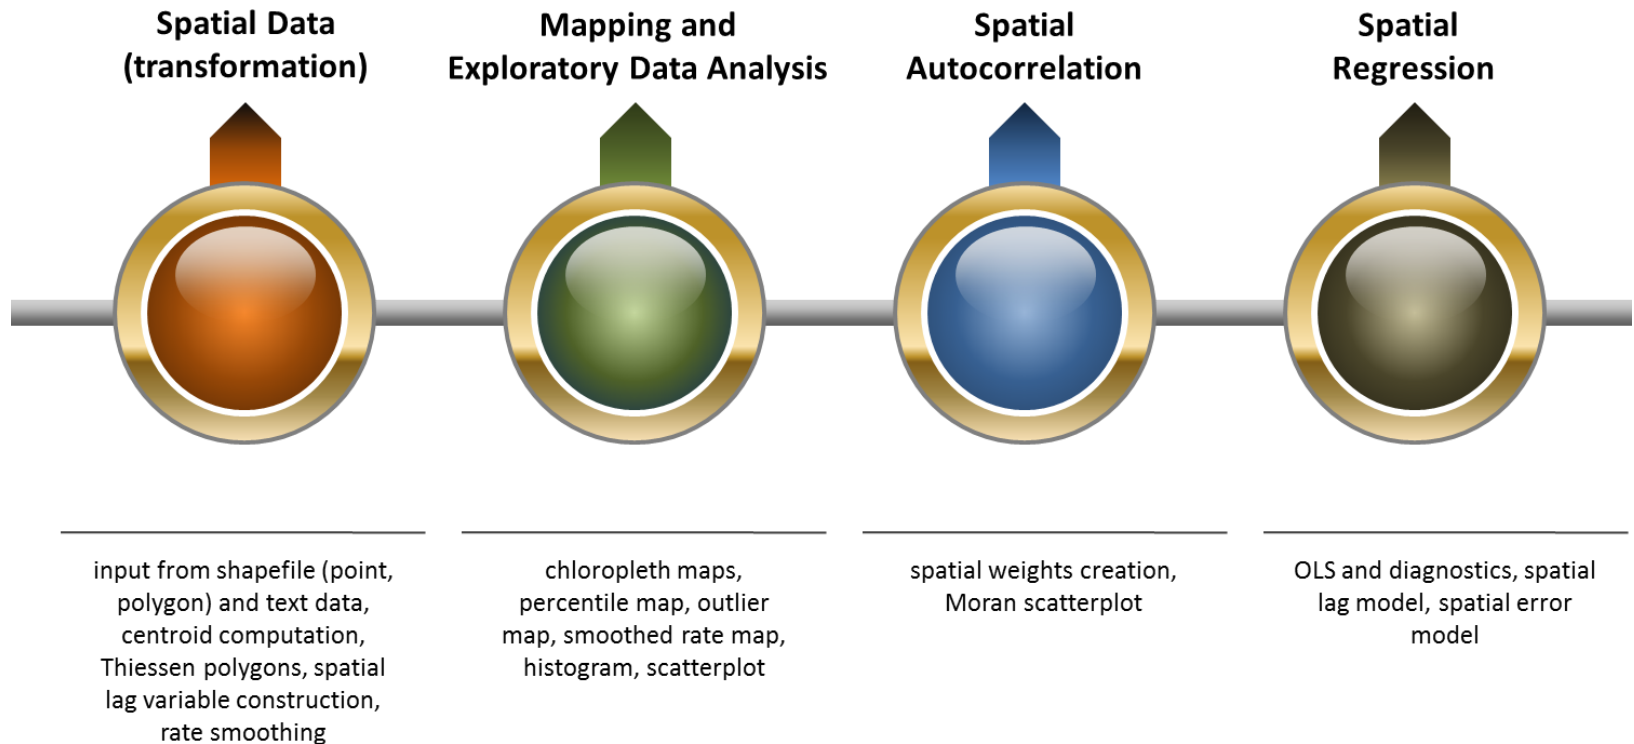 Spatial Data
(transformation)
Mapping and
Exploratory Data Analysis
Spatial
Autocorrelation
Spatial
Regression
input from shapefile (point,
polygon) and text data,
centroid computation,
Thiessen polygons, spatial
lag variable construction,
rate smoothing
chloropleth maps,
percentile map, outlier
map, smoothed rate map,
histogram, scatterplot
spatial weights creation,
Moran scatterplot
OLS and diagnostics, spatial
lag model, spatial error
model